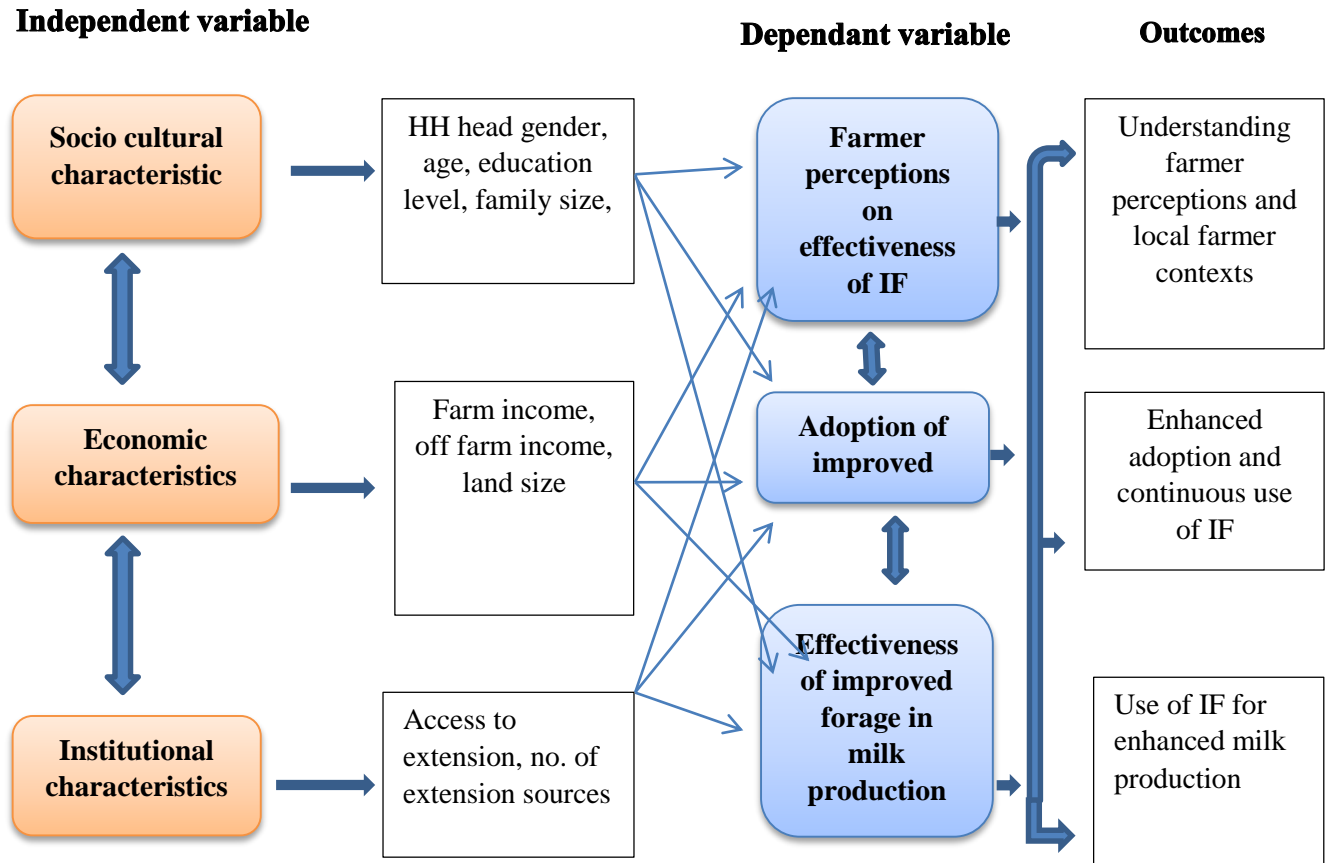 Independent variable
Dependant variable
Outcomes
Socio cultural
characteristic
HH head gender,
age, education
level, family size,
Farmer
perceptions
on
effectiveness
of IF
Understanding
farmer
perceptions and
local farmer
contexts
Economic
characteristics
Farm income,
off farm income,
land size
Adoption of
improved
Enhanced
adoption and
continuous use
of IF
Institutional
characteristics
Access to
extension, no. of
extension sources
Effectiveness
of improved
forage in
milk
production
Use of IF for
enhanced milk
production